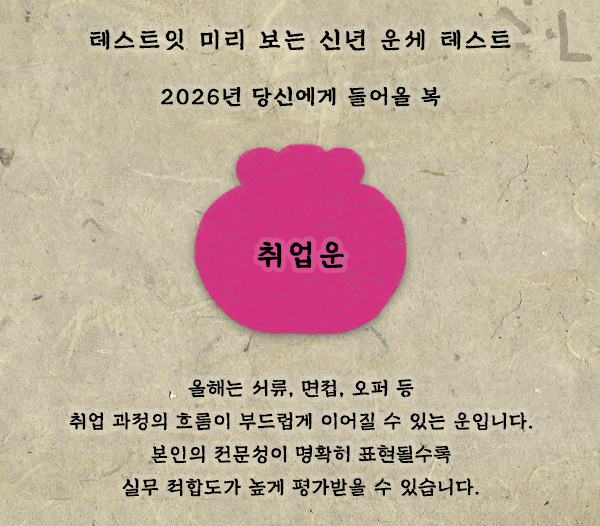 테스트잇 미리 보는 신년 운세 테스트
2026년 당신에게 들어올 복
취업운
올해는 서류, 면접, 오퍼 등
취업 과정의 흐름이 부드럽게 이어질 수 있는 운입니다.
본인의 전문성이 명확히 표현될수록
실무 적합도가 높게 평가받을 수 있습니다.